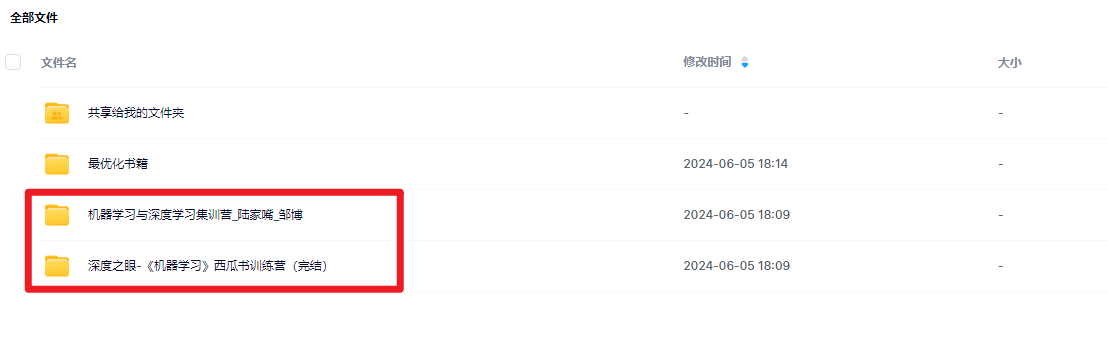 全部文件
文件名 修改时间 大小
共享给我的文件夹 - -
最优化书籍 2024-06-05 18:14 -
机器学习与深度学习集训营_陆家嘴_邹博 2024-06-05 18:09 -
深度之眼-《机器学习》西瓜书训练营（完结） 2024-06-05 18:09 -